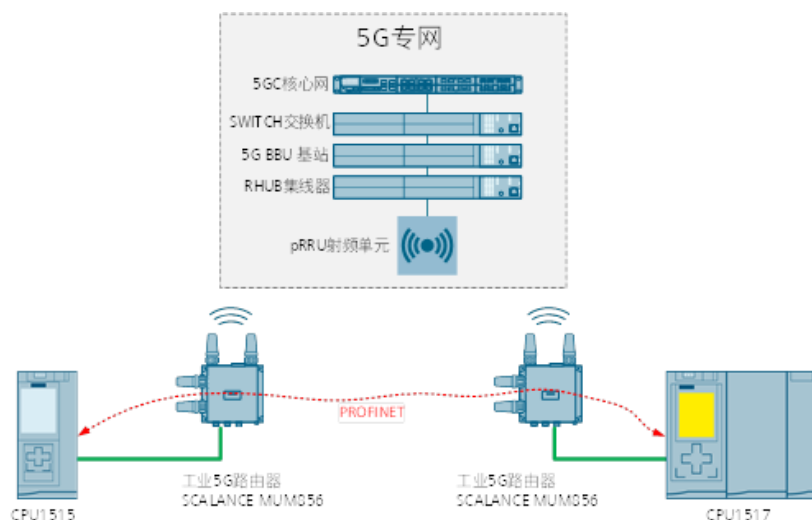 5G专网
5GC核心网
SWITCH交换机
5G BBU 基站
RHUB集线器
pRRU射频单元
PROFINET
工业5G路由器
SCALANCE MUM856
工业5G路由器
SCALANCE MUM856
CPU1515
CPU1517